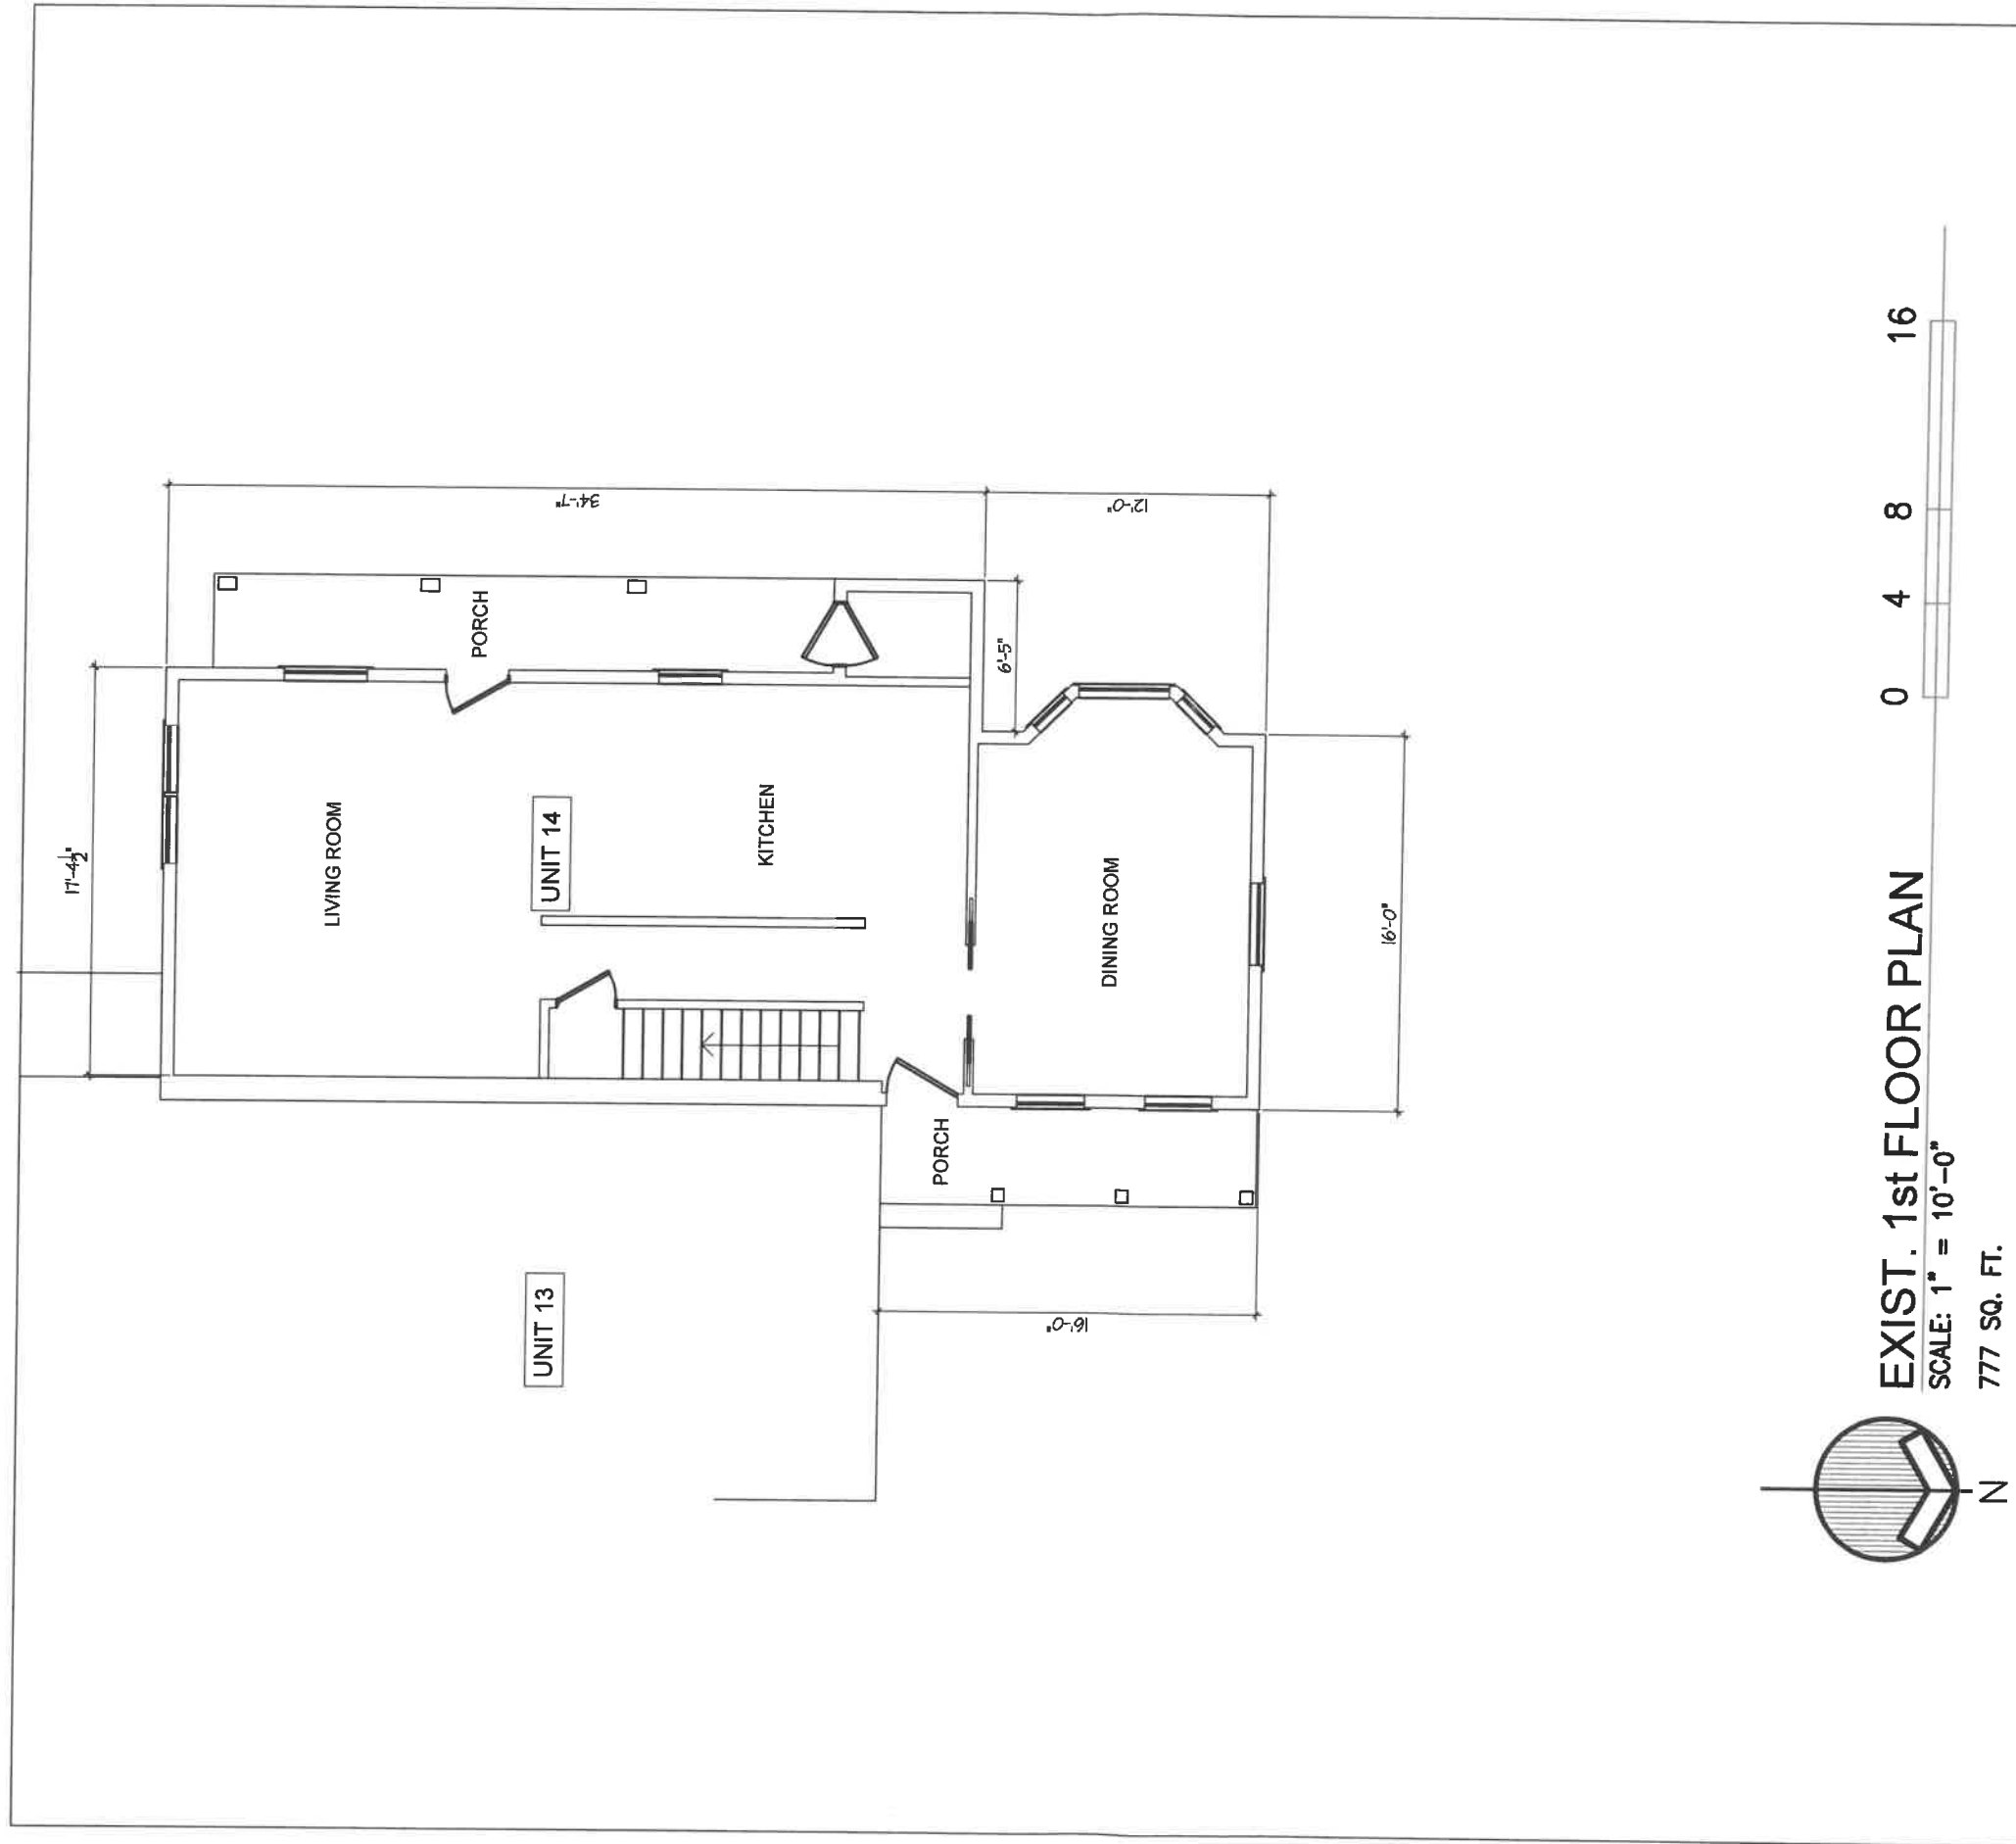 17'-4½"
LIVING ROOM
PORCH
UNIT 13
UNIT 14
34'-7"
KITCHEN
PORCH
6'-5"
16'-0"
DINING ROOM
12'-0"
16'-0"
EXIST. 1st FLOOR PLAN
0 4 8 16
SCALE: 1" = 10'-0"
777 SQ. FT.
N